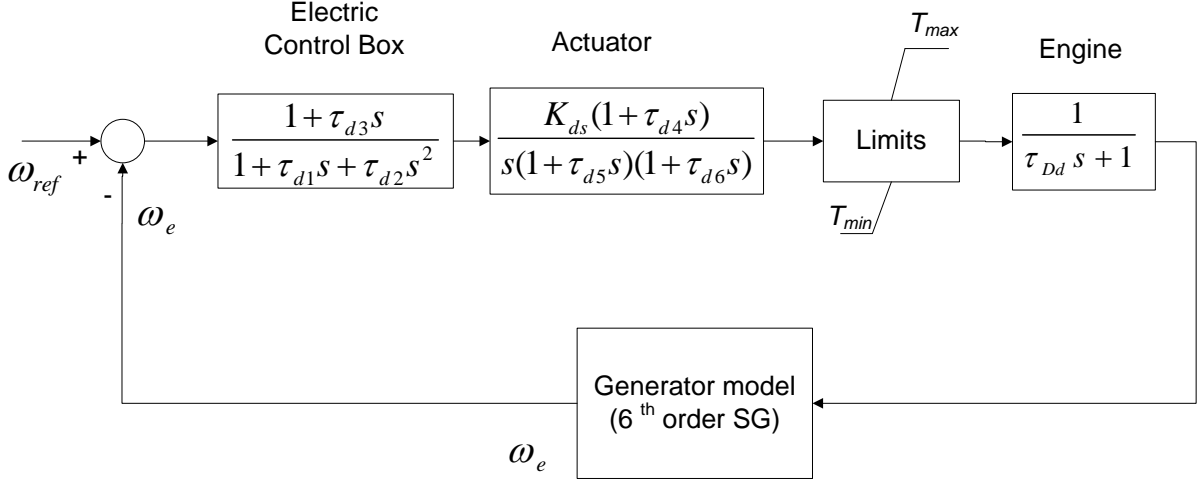 Electric
Control Box
Actuator
T_max
Engine
ω_ref
+
-
ω_e
1 + τ_d3 s
1 + τ_d1 s + τ_d2 s²
K_ds (1 + τ_d4 s)
s(1 + τ_d5 s)(1 + τ_d6 s)
Limits
1
τ_Dd s + 1
T_min
Generator model
(6 th order SG)
ω_e